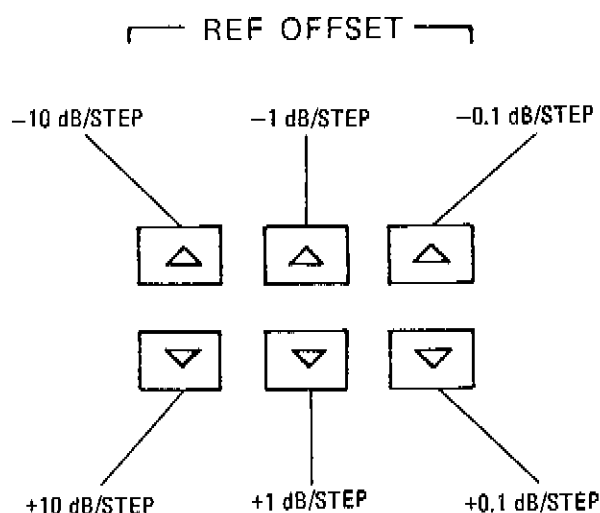 REF OFFSET
−10 dB/STEP −1 dB/STEP −0.1 dB/STEP
+10 dB/STEP +1 dB/STEP +0.1 dB/STEP